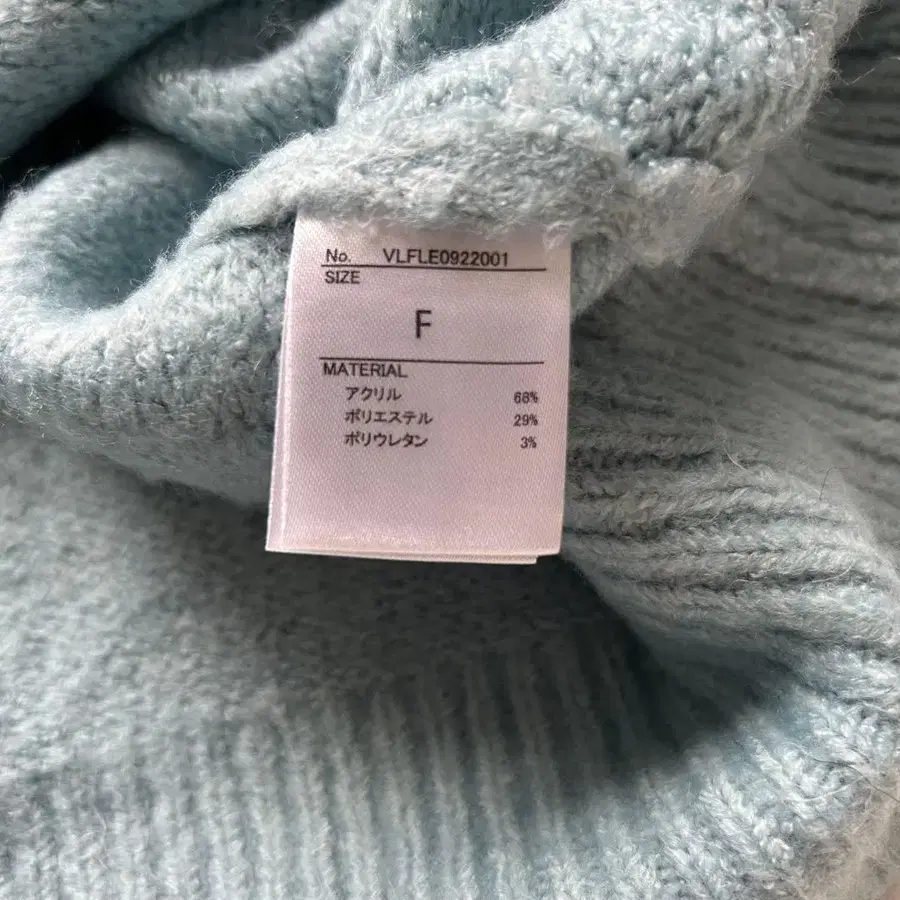 No. VLFLE0922001
SIZE
F
MATERIAL
アクリル 68%
ポリエステル 29%
ポリウレタン 3%